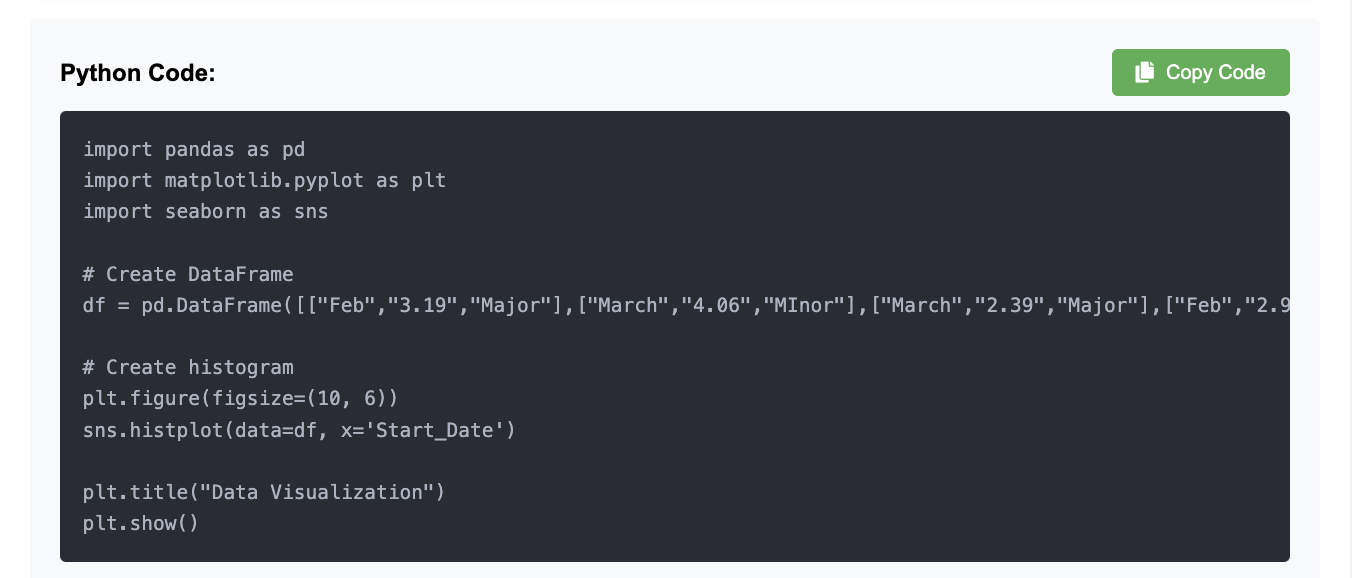 Python Code:
Copy Code
import pandas as pd
import matplotlib.pyplot as plt
import seaborn as sns
# Create DataFrame
df = pd.DataFrame([["Feb","3.19","Major"],["March","4.06","MInor"],["March","2.39","Major"],["Feb","2.9
# Create histogram
plt.figure(figsize=(10, 6))
sns.histplot(data=df, x='Start_Date')
plt.title("Data Visualization")
plt.show()